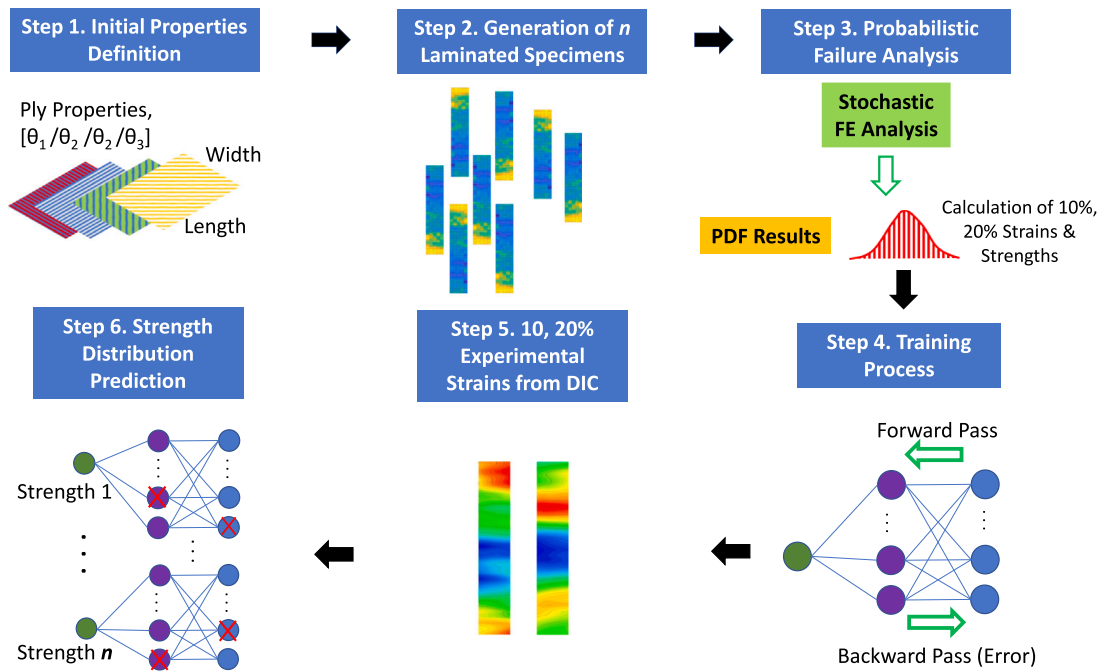 Step 1. Initial Properties
Definition
Step 2. Generation of n
Laminated Specimens
Step 3. Probabilistic
Failure Analysis
Ply Properties,
[θ1/θ2/θ2/θ3]
Width
Length
Stochastic
FE Analysis
PDF Results
Calculation of 10%,
20% Strains &
Strengths
Step 4. Training
Process
Forward Pass
Backward Pass (Error)
Step 5. 10, 20%
Experimental
Strains from DIC
Step 6. Strength
Distribution
Prediction
Strength 1
Strength n